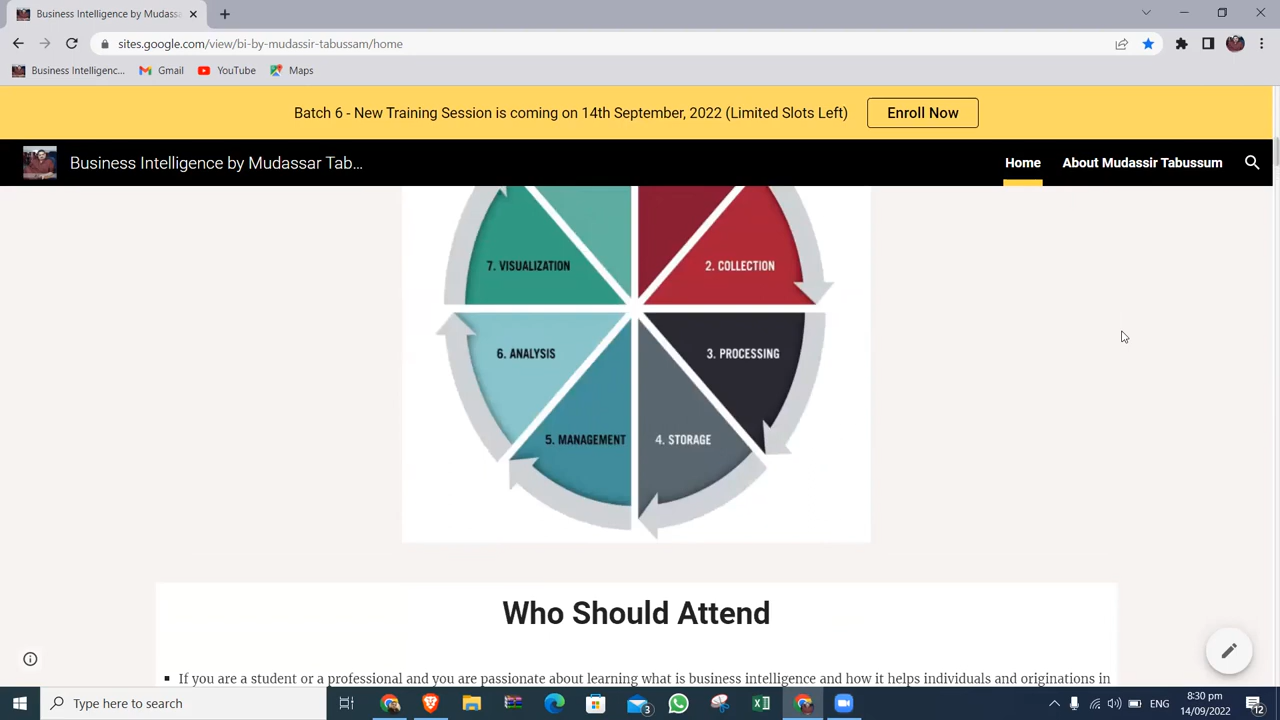 Business Intelligence by Mudassa
sites.google.com/view/bi-by-mudassir-tabussam/home
Business Intelligenc...
Gmail
YouTube
Maps
Batch 6 - New Training Session is coming on 14th September, 2022 (Limited Slots Left)
Enroll Now
Business Intelligence by Mudassar Tab...
Home
About Mudassir Tabussum
7. VISUALIZATION
2. COLLECTION
6. ANALYSIS
3. PROCESSING
5. MANAGEMENT
4. STORAGE
Who Should Attend
If you are a student or a professional and you are passionate about learning what is business intelligence and how it helps individuals and originations in
Type here to search
3
ENG
8:30 pm
14/09/2022
12